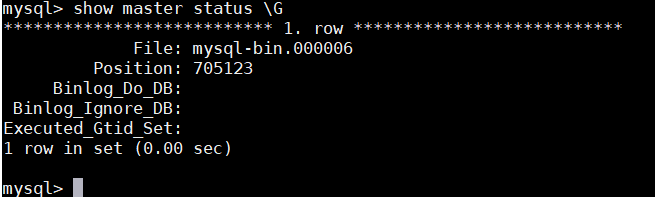 mysql> show master status \G
*************************** 1. row ***************************
File: mysql-bin.000006
Position: 705123
Binlog_Do_DB:
Binlog_Ignore_DB:
Executed_Gtid_Set:
1 row in set (0.00 sec)
mysql>